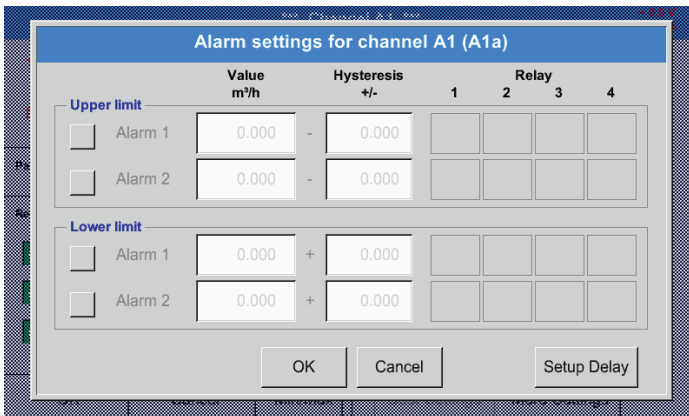 *** Channel A1 ***
Alarm settings for channel A1 (A1a)
Value Hysteresis Relay
m³/h +/- 1 2 3 4
Upper limit
Alarm 1 0.000 - 0.000
Alarm 2 0.000 - 0.000
Lower limit
Alarm 1 0.000 + 0.000
Alarm 2 0.000 + 0.000
OK Cancel Setup Delay